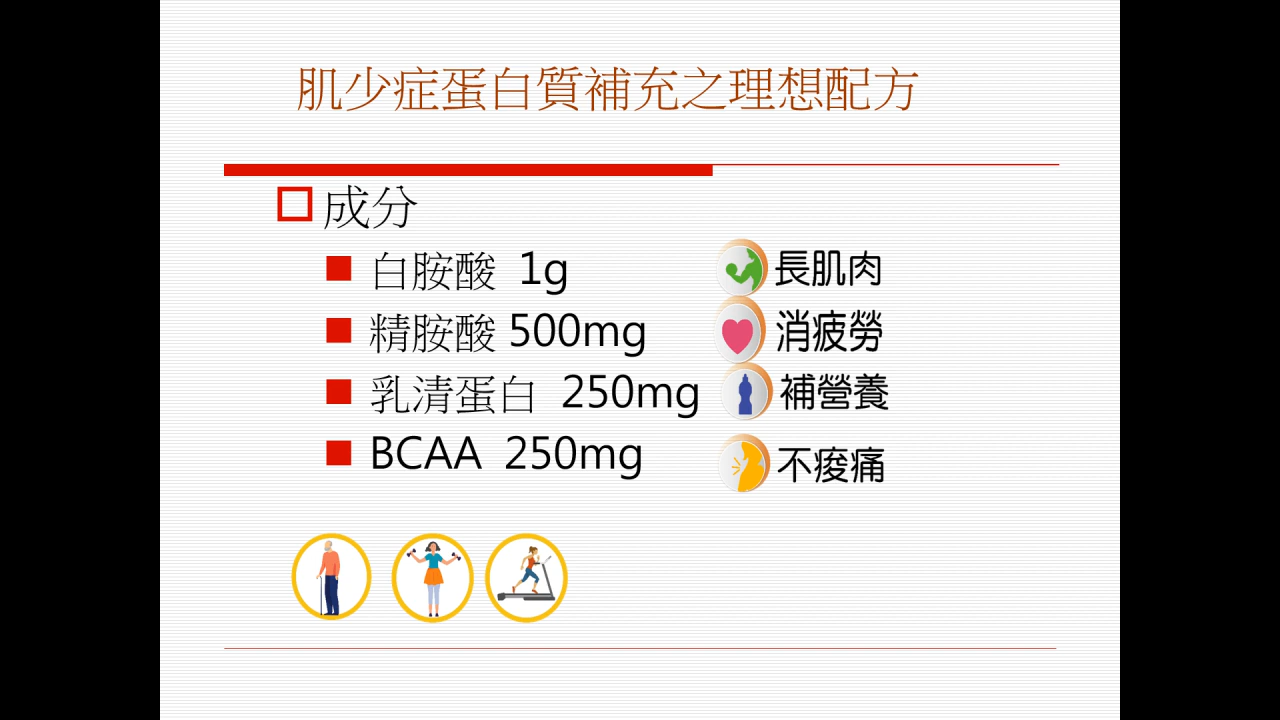 肌少症蛋白質補充之理想配方
成分
白胺酸 1g
長肌肉
精胺酸 500mg
消疲勞
乳清蛋白 250mg
補營養
BCAA 250mg
不痠痛